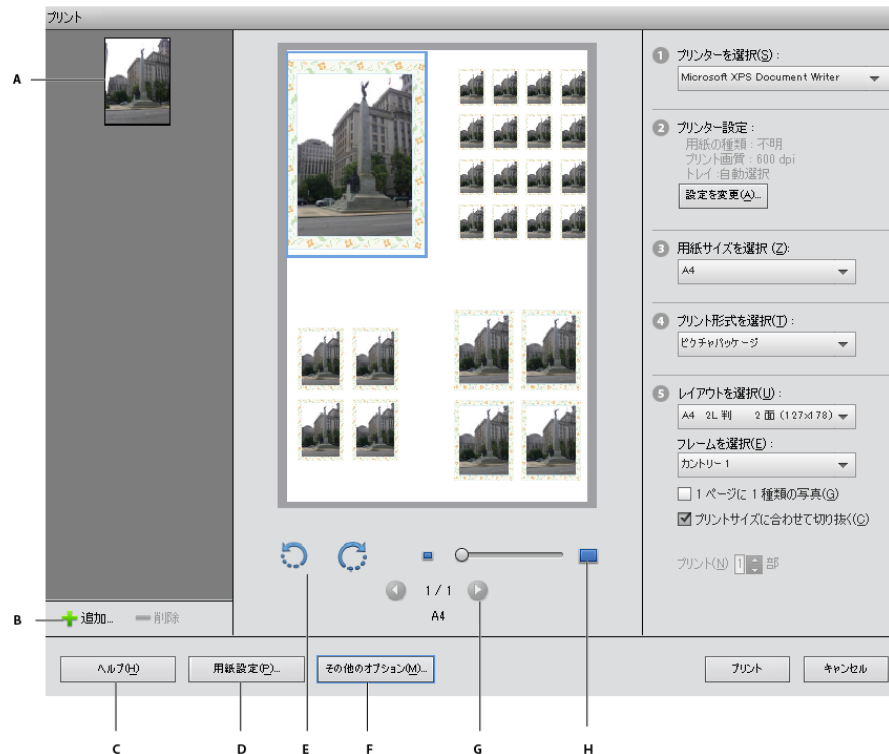 プリント
A
1 プリンターを選択(S) :
Microsoft XPS Document Writer
2 プリンター設定 :
用紙の種類 : 不明
プリント画質 : 600 dpi
トレイ :自動選択
設定を変更(A)...
3 用紙サイズを選択 (Z):
A4
4 プリント形式を選択(T) :
ピクチャパッケージ
5 レイアウトを選択(U) :
A4 2L 判 2 面 (127x178)
フレームを選択(E) :
カントリー 1
1 ページに 1 種類の写真(G)
プリントサイズに合わせて切り抜く(C)
プリント(N) 1 部
1 / 1
A4
B
追加... 削除
ヘルプ(H) 用紙設定(P)... その他のオプション(M)... プリント キャンセル
C D E F G H